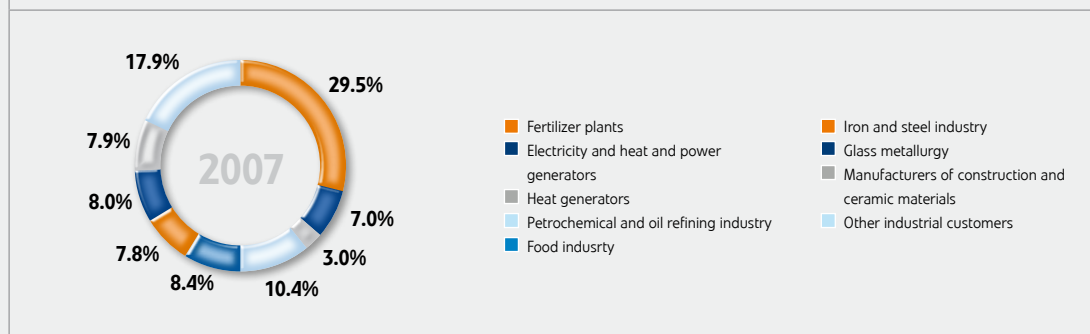 17.9%
29.5%
7.9%
2007
8.0%
7.0%
7.8%
3.0%
8.4%
10.4%
Fertilizer plants
Electricity and heat and power
generators
Heat generators
Petrochemical and oil refining industry
Food indusrty
Iron and steel industry
Glass metallurgy
Manufacturers of construction and
ceramic materials
Other industrial customers